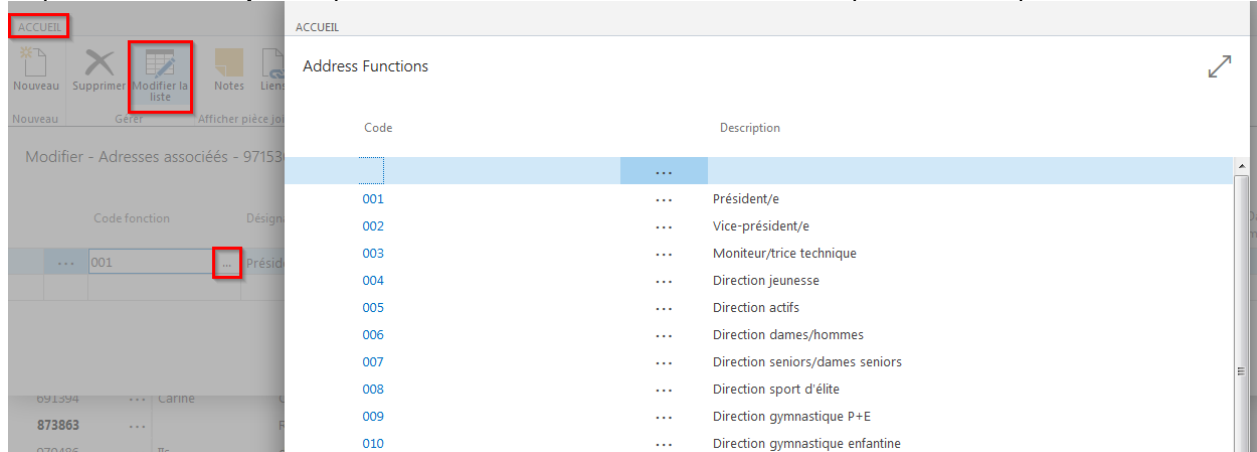 ACCUEIL
Nouveau Supprimer Modifier la liste Notes Liens
Nouveau Gérer Afficher pièce jo
Modifier - Adresses associéés - 97153
Code fonction Désign
... 001 ... Présid
691394 ... Carine
873863 ...
ACCUEIL
Address Functions
Code Description
...
001 ... Président/e
002 ... Vice-président/e
003 ... Moniteur/trice technique
004 ... Direction jeunesse
005 ... Direction actifs
006 ... Direction dames/hommes
007 ... Direction seniors/dames seniors
008 ... Direction sport d'élite
009 ... Direction gymnastique P+E
010 ... Direction gymnastique enfantine